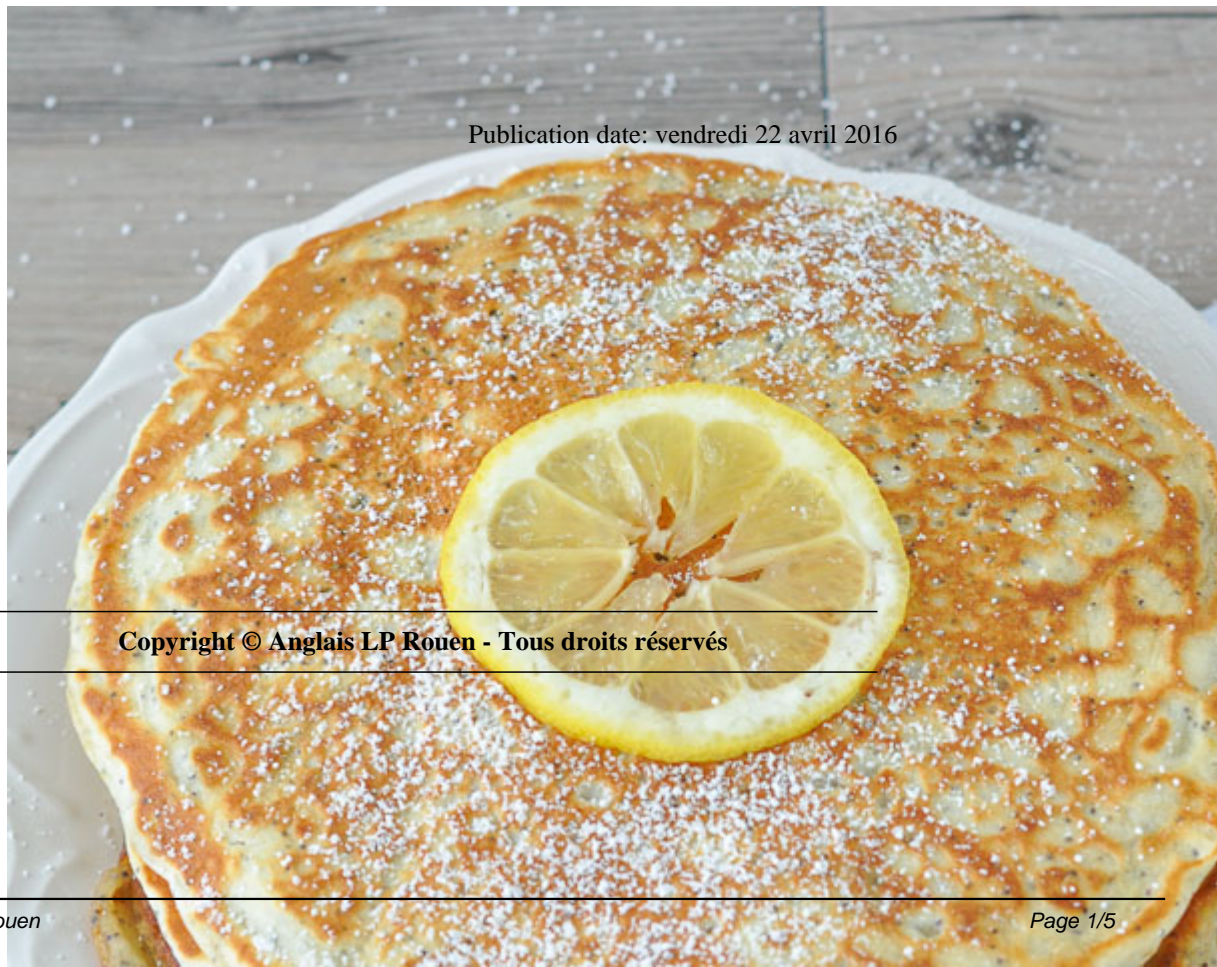 Publication date: vendredi 22 avril 2016
Copyright © Anglais LP Rouen - Tous droits réservés
Page 1/5